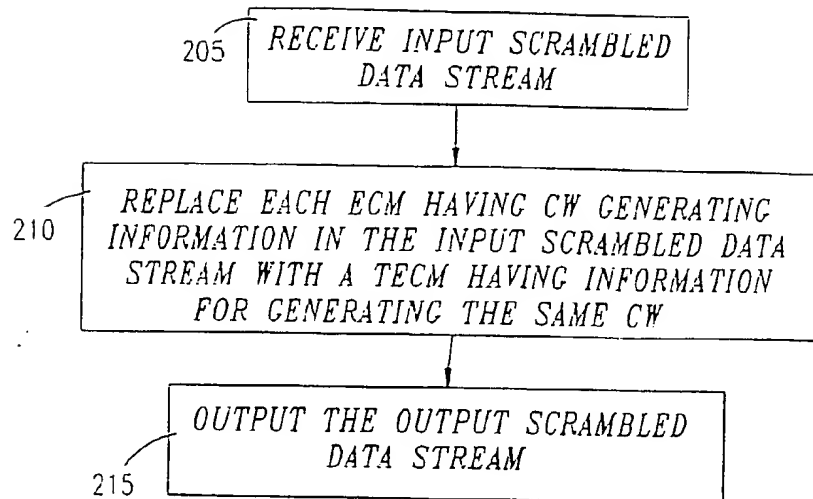 205
RECEIVE INPUT SCRAMBLED
DATA STREAM
210
REPLACE EACH ECM HAVING CW GENERATING
INFORMATION IN THE INPUT SCRAMBLED DATA
STREAM WITH A TECM HAVING INFORMATION
FOR GENERATING THE SAME CW
OUTPUT THE OUTPUT SCRAMBLED
DATA STREAM
215